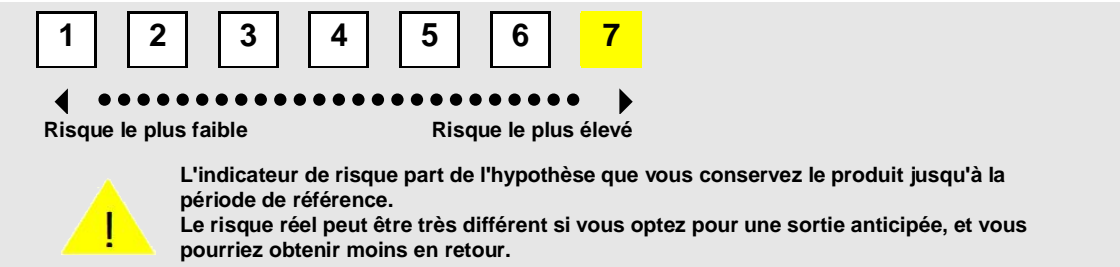 1 2 3 4 5 6 7
Risque le plus faible Risque le plus élevé
L'indicateur de risque part de l'hypothèse que vous conservez le produit jusqu'à la
période de référence.
Le risque réel peut être très différent si vous optez pour une sortie anticipée, et vous
pourriez obtenir moins en retour.
!